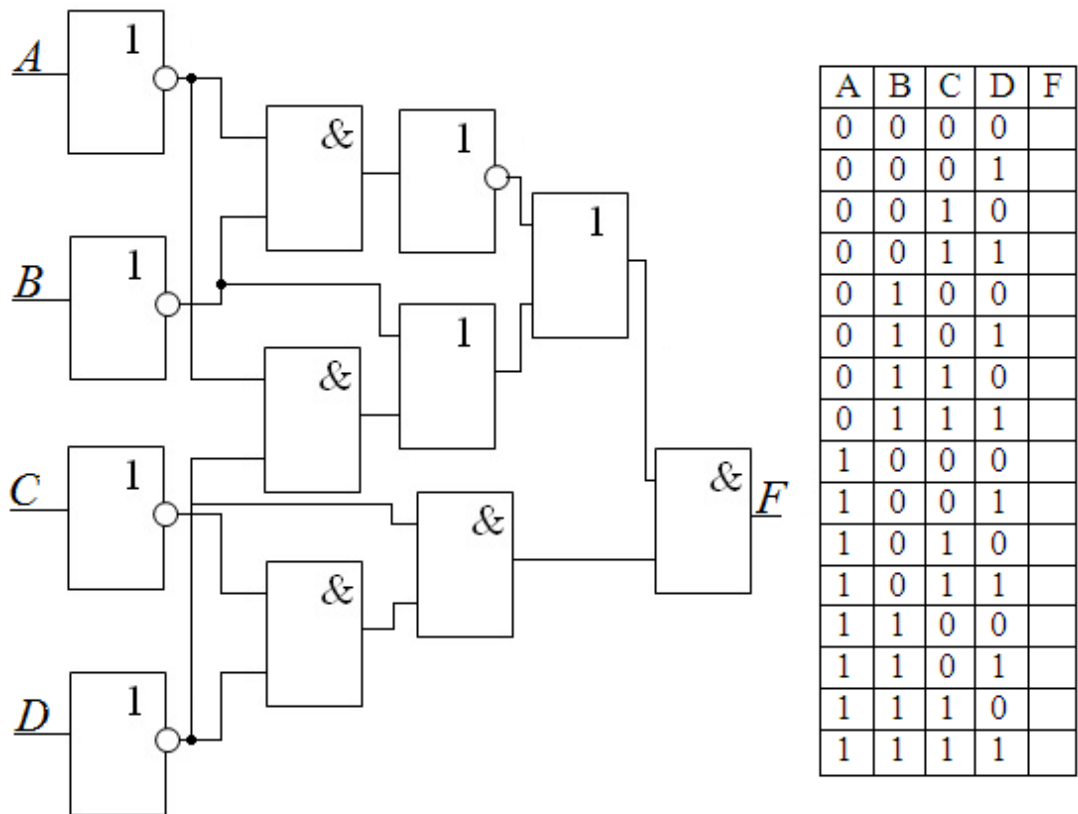 A
1
&
1
1
B
1
&
1
C
1
&
&
&
F
D
1
A B C D F
0 0 0 0
0 0 0 1
0 0 1 0
0 0 1 1
0 1 0 0
0 1 0 1
0 1 1 0
0 1 1 1
1 0 0 0
1 0 0 1
1 0 1 0
1 0 1 1
1 1 0 0
1 1 0 1
1 1 1 0
1 1 1 1